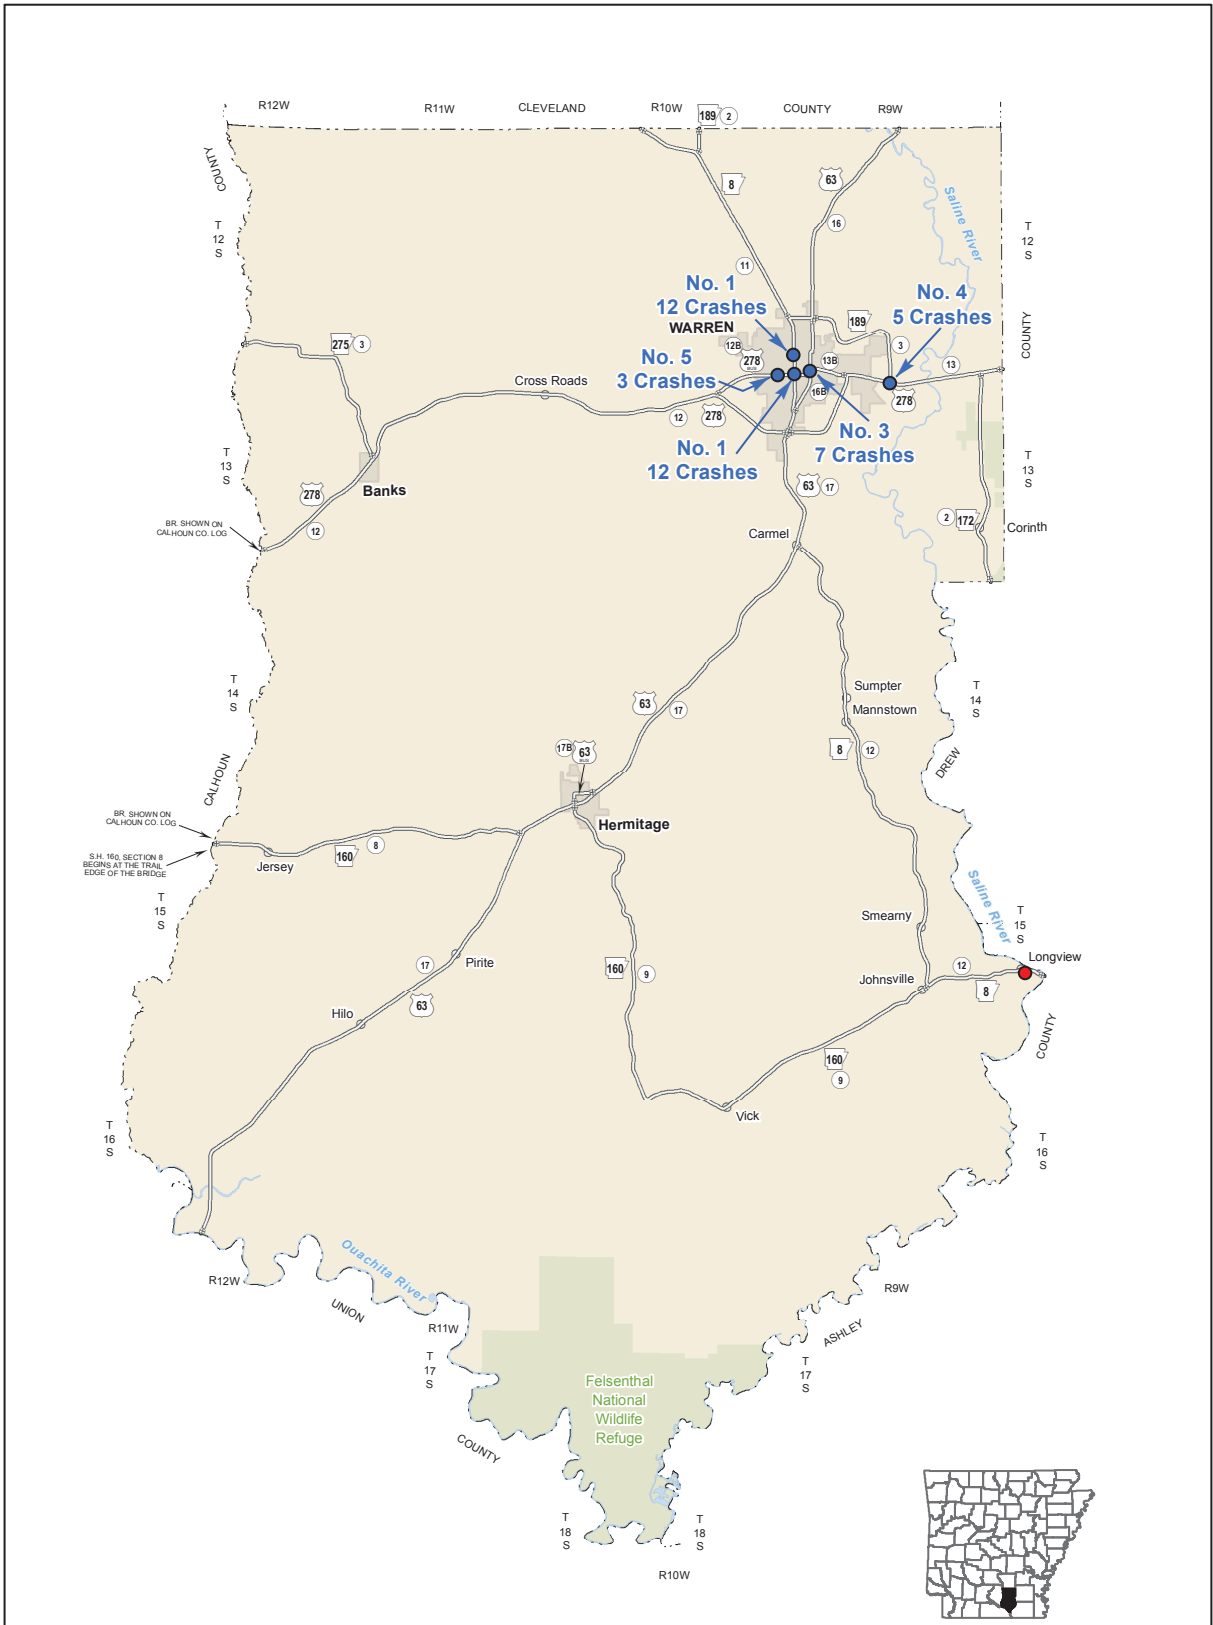 R12W
R11W
CLEVELAND
R10W
189
2
COUNTY
R9W
COUNTY
T
12
S
8
63
16
Saline River
T
12
S
11
No. 1
12 Crashes
WARREN
No. 4
5 Crashes
189
3
13
COUNTY
275
3
12B
278
BUS
13B
No. 5
3 Crashes
Cross Roads
16B
278
12
278
No. 3
7 Crashes
No. 1
12 Crashes
T
13
S
T
13
S
Banks
278
12
63
17
2
172
Corinth
BR. SHOWN ON
CALHOUN CO. LOG
Carmel
T
14
S
Sumpter
Mannstown
T
14
S
63
17
17B
63
BUS
8
12
DREW
CALHOUN
BR. SHOWN ON
CALHOUN CO. LOG
Hermitage
S.H. 160, SECTION 8
BEGINS AT THE TRAIL
EDGE OF THE BRIDGE
Jersey
160
8
T
15
S
Saline River
T
15
S
Smearny
Longview
17
Pirite
160
9
Johnsville
12
8
Hilo
63
COUNTY
160
9
Vick
T
16
S
T
16
S
Ouachita River
R12W
UNION
R11W
R9W
ASHLEY
T
17
S
T
17
S
Felsenthal
National
Wildlife
Refuge
COUNTY
T
18
S
T
18
S
R10W